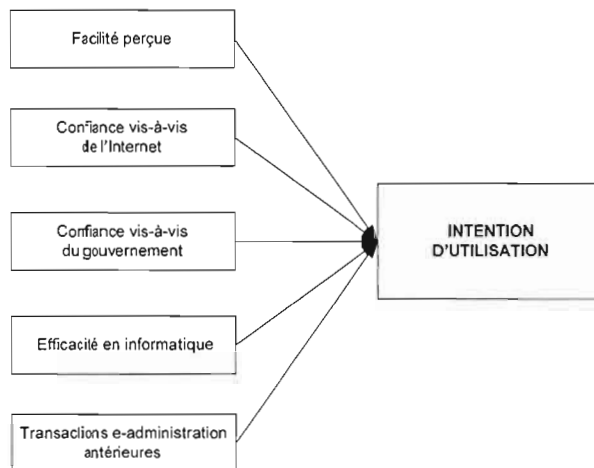 Facilité perçue
Confiance vis-à-vis
de l'Internet
Confiance vis-à-vis
du gouvernement
Efficacité en informatique
Transactions e-administration
antérieures
INTENTION
D'UTILISATION